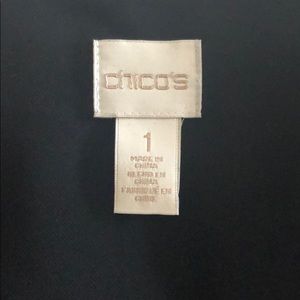 chico's
1
MADE IN
CHINA
HECHO EN
CHINA
FABRIQUÉ EN
CHINE